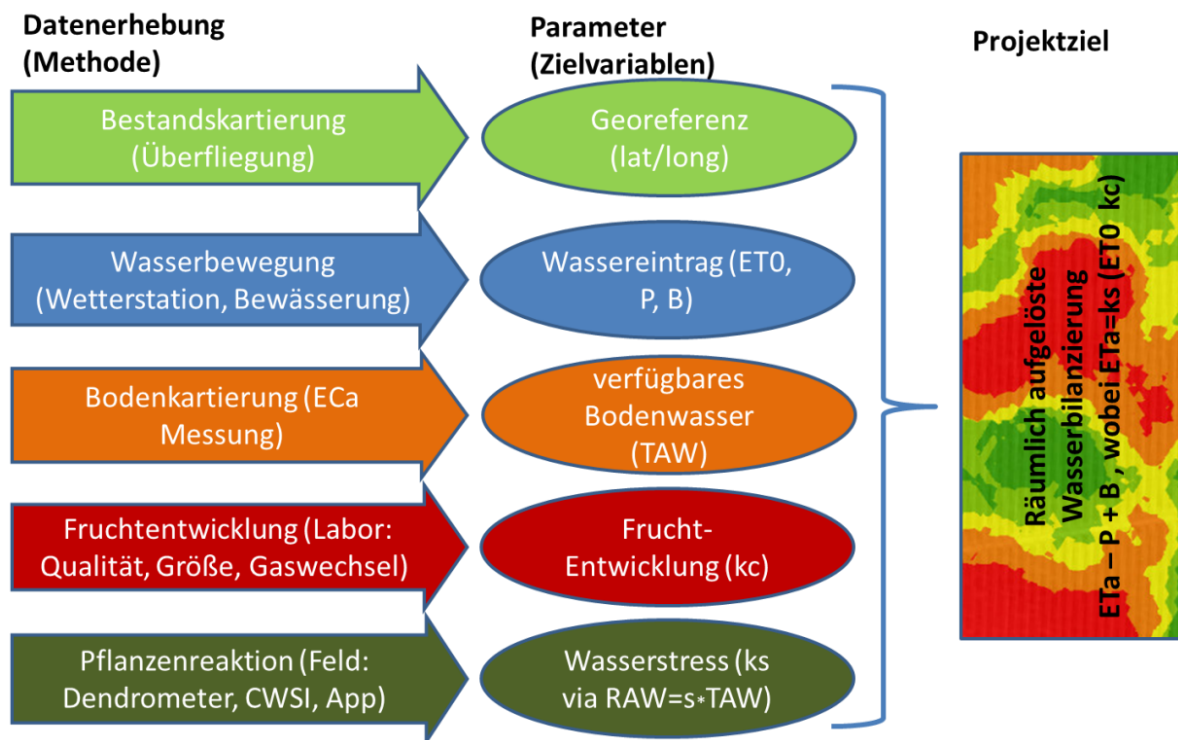 Datenerhebung
(Methode)
Parameter
(Zielvariablen)
Projektziel
Bestandskartierung
(Überfliegung)
Georeferenz
(lat/long)
Wasserbewegung
(Wetterstation, Bewässerung)
Wassereintrag (ET0,
P, B)
Bodenkartierung (ECa
Messung)
verfügbares
Bodenwasser
(TAW)
Fruchtentwicklung (Labor:
Qualität, Größe, Gaswechsel)
Frucht-
Entwicklung (kc)
Pflanzenreaktion (Feld:
Dendrometer, CWSI, App)
Wasserstress (ks
via RAW=s*TAW)
Räumlich aufgelöste
Wasserbilanzierung
ETa – P + B , wobei ETa=ks (ET0 kc)